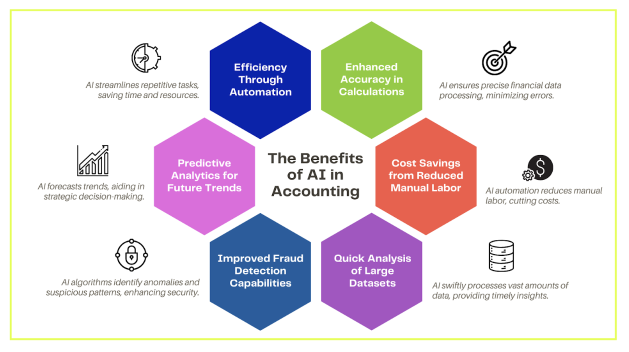 Efficiency
Through
Automation
Enhanced
Accuracy in
Calculations
AI streamlines repetitive tasks,
saving time and resources.
AI ensures precise financial data
processing, minimizing errors.
Predictive
Analytics for
Future Trends
The Benefits
of AI in
Accounting
Cost Savings
from Reduced
Manual Labor
AI forecasts trends, aiding in
strategic decision-making.
$
AI automation reduces manual
labor, cutting costs.
Improved Fraud
Detection
Capabilities
Quick Analysis
of Large
Datasets
AI algorithms identify anomalies and
suspicious patterns, enhancing security.
AI swiftly processes vast amounts of
data, providing timely insights.